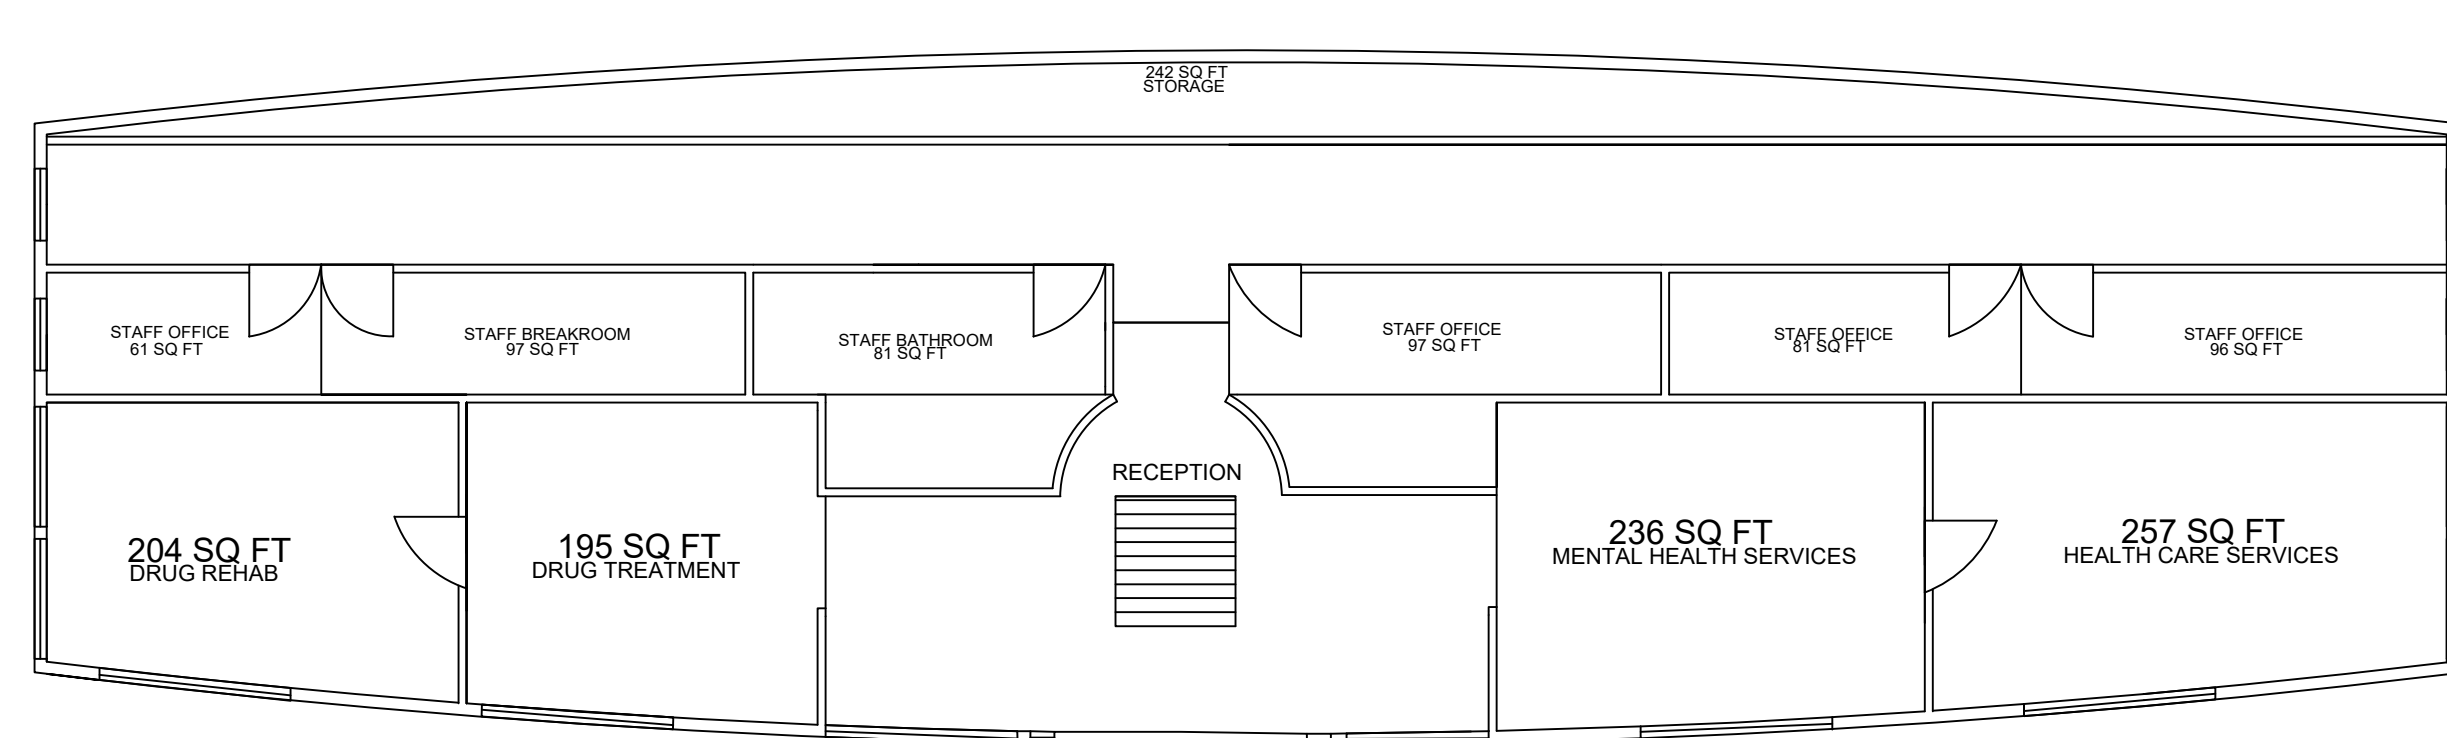 242 SQ FT
STORAGE
STAFF OFFICE
61 SQ FT
STAFF BREAKROOM
97 SQ FT
STAFF BATHROOM
81 SQ FT
STAFF OFFICE
97 SQ FT
STAFF OFFICE
81 SQ FT
STAFF OFFICE
96 SQ FT
RECEPTION
204 SQ FT
DRUG REHAB
195 SQ FT
DRUG TREATMENT
236 SQ FT
MENTAL HEALTH SERVICES
257 SQ FT
HEALTH CARE SERVICES